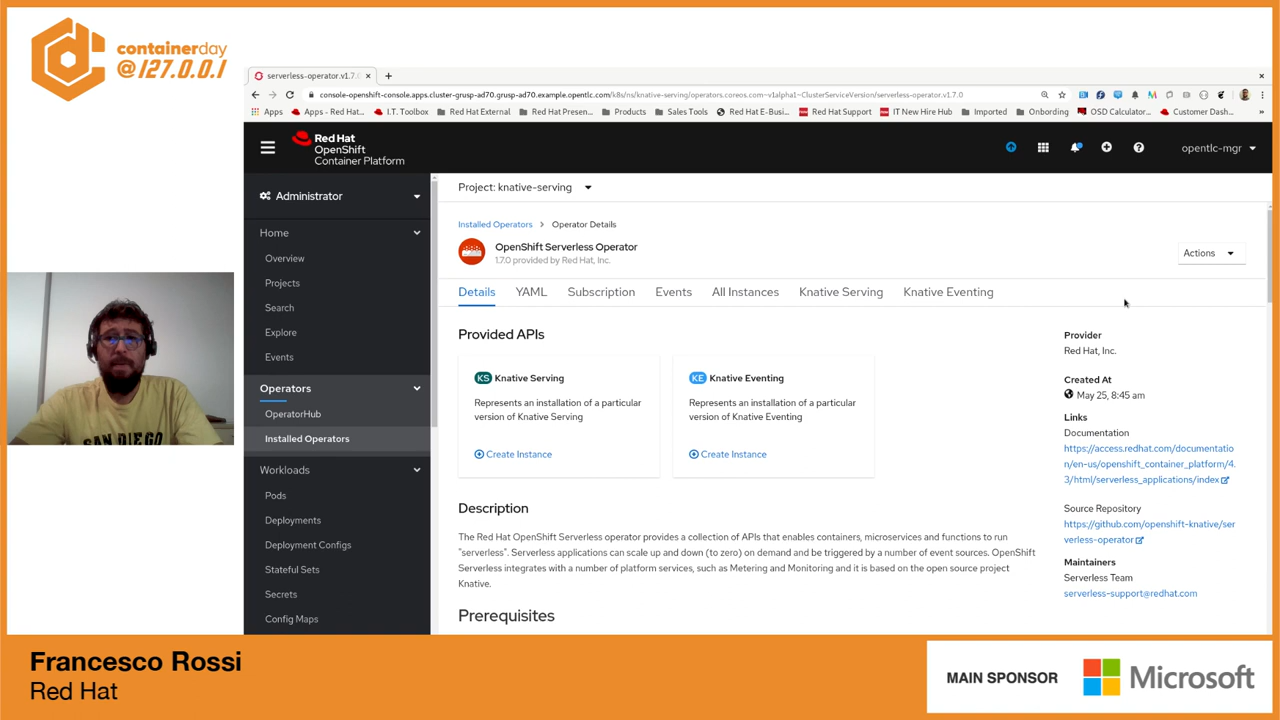 containerday
@127.0.0.1
serverless-operator.v1.7.0
console-openshift-console.apps.cluster-grusp-ad70.grusp-ad70.example.opentlc.com/k8s/ns/knative-serving/operators.coreos.com~v1alpha1~ClusterServiceVersion/serverless-operator.v1.7.0
Apps
Apps - Red Hat...
I.T. Toolbox
Red Hat External
Red Hat Presen...
Products
Sales Tools
Red Hat E-Busi...
Red Hat Support
IT New Hire Hub
Imported
Onbording
OSD Calculator...
Customer Dash...
Red Hat
OpenShift
Container Platform
opentlc-mgr
Administrator
Home
Overview
Projects
Search
Explore
Events
Operators
OperatorHub
Installed Operators
Workloads
Pods
Deployments
Deployment Configs
Stateful Sets
Secrets
Config Maps
Project: knative-serving
Installed Operators > Operator Details
OpenShift Serverless Operator
1.7.0 provided by Red Hat, Inc.
Actions
Details YAML Subscription Events All Instances Knative Serving Knative Eventing
Provided APIs
KS Knative Serving
Represents an installation of a particular
version of Knative Serving
Create Instance
KE Knative Eventing
Represents an installation of a particular
version of Knative Eventing
Create Instance
Description
The Red Hat OpenShift Serverless operator provides a collection of APIs that enables containers, microservices and functions to run
"serverless". Serverless applications can scale up and down (to zero) on demand and be triggered by a number of event sources. OpenShift
Serverless integrates with a number of platform services, such as Metering and Monitoring and it is based on the open source project
Knative.
Prerequisites
Provider
Red Hat, Inc.
Created At
May 25, 8:45 am
Links
Documentation
https://access.redhat.com/documentatio
n/en-us/openshift_container_platform/4.
3/html/serverless_applications/index
Source Repository
https://github.com/openshift-knative/ser
verless-operator
Maintainers
Serverless Team
serverless-support@redhat.com
SAN DIEGO
Francesco Rossi
Red Hat
MAIN SPONSOR
Microsoft